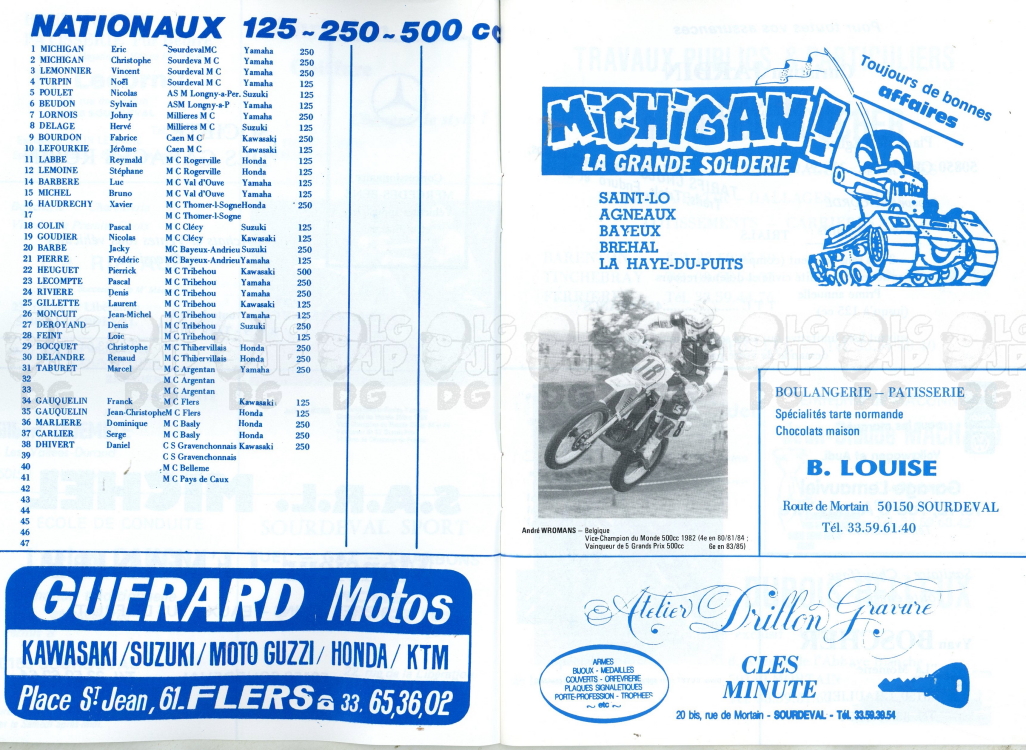 NATIONAUX 125 ~ 250 ~ 500 cc
1 MICHIGAN Eric SourdevalMC Yamaha 250
2 MICHIGAN Christophe Sourdeva M C Yamaha 250
3 LEMONNIER Vincent Sourdeval M C Yamaha 250
4 TURPIN Noël Sourdeval M C Yamaha 125
5 POULET Nicolas AS M Longny-a-Per. Suzuki 125
6 BEUDON Sylvain ASM Longny-a-P Yamaha 250
7 LORNOIS Johny Millieres M C Yamaha 250
8 DELAGE Hervé Millieres M C Suzuki 125
9 BOURDON Fabrice Caen M C Kawasaki 250
10 LEFOURKIE Jérôme Caen M C Kawasaki 125
11 LABBE Reymald M C Rogerville Honda 125
12 LEMOINE Stéphane M C Rogerville Honda 125
14 BARBERE Luc M C Val d'Ouve Yamaha 125
15 MICHEL Bruno M C Val d'Ouve Yamaha 250
16 HAUDRECHY Xavier M C Thomer-l-Sogne Honda 250
17 M C Thomer-l-Sogne
18 COLIN Pascal M C Clécy Suzuki 125
19 GOUDIER Nicolas M C Clécy Kawasaki 125
20 BARBE Jacky MC Bayeux-Andrieu Suzuki 250
21 PIERRE Frédéric MC Bayeux-Andrieu Yamaha 125
22 HEUGUET Pierrick M C Tribehou Kawasaki 500
23 LECOMPTE Pascal M C Tribehou Yamaha 250
24 RIVIERE Denis M C Tribehou Yamaha 250
25 GILLETTE Laurent M C Tribehou Kawasaki 125
26 MONCUIT Jean-Michel M C Tribehou Yamaha 125
27 DEROYAND Denis M C Tribehou Suzuki 250
28 FEINT Loic M C Tribehou 125
29 BOCQUET Christophe M C Thibervillais Honda 250
30 DELANDRE Renaud M C Thibervillais Honda 250
31 TABURET Marcel M C Argentan Yamaha 250
32 M C Argentan
33 M C Argentan
34 GAUQUELIN Franck M C Flers Kawasaki 125
35 GAUQUELIN Jean-Christophe M C Flers Honda 125
36 MARLIERE Dominique M C Basly Honda 250
37 CARLIER Serge M C Basly Honda 250
38 DHIVERT Daniel C S Gravenchonnais Kawasaki 250
39 C S Gravenchonnais
40 M C Belleme
41 M C Pays de Caux
42
43
44
45
46
47
GUERARD Motos
KAWASAKI / SUZUKI / MOTO GUZZI / HONDA / KTM
Place St Jean, 61. FLERS ☎ 33. 65,36,02
Toujours de bonnes
affaires
MICHIGAN!
LA GRANDE SOLDERIE
SAINT-LO
AGNEAUX
BAYEUX
BREHAL
LA HAYE-DU-PUITS
André WROMANS – Belgique
Vice-Champion du Monde 500cc 1982 (4e en 80/81/84 ;
Vainqueur de 5 Grands Prix 500cc 6e en 83/85)
BOULANGERIE – PATISSERIE
Spécialités tarte normande
Chocolats maison
B. LOUISE
Route de Mortain 50150 SOURDEVAL
Tél. 33.59.61.40
Atelier Drillon Gravure
ARMES
BIJOUX - MEDAILLES
COUVERTS - ORFEVRERIE
PLAQUES SIGNALETIQUES
PORTE-PROFESSION - TROPHEES
~ etc ~
CLES
MINUTE
20 bis, rue de Mortain - SOURDEVAL - Tél. 33.59.39.54